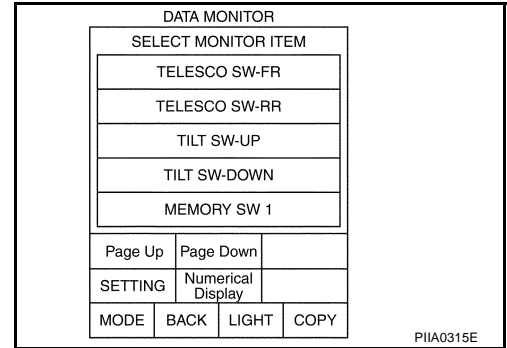 DATA MONITOR
SELECT MONITOR ITEM
TELESCO SW-FR
TELESCO SW-RR
TILT SW-UP
TILT SW-DOWN
MEMORY SW 1
Page Up Page Down
SETTING Numerical
Display
MODE BACK LIGHT COPY
PIIA0315E